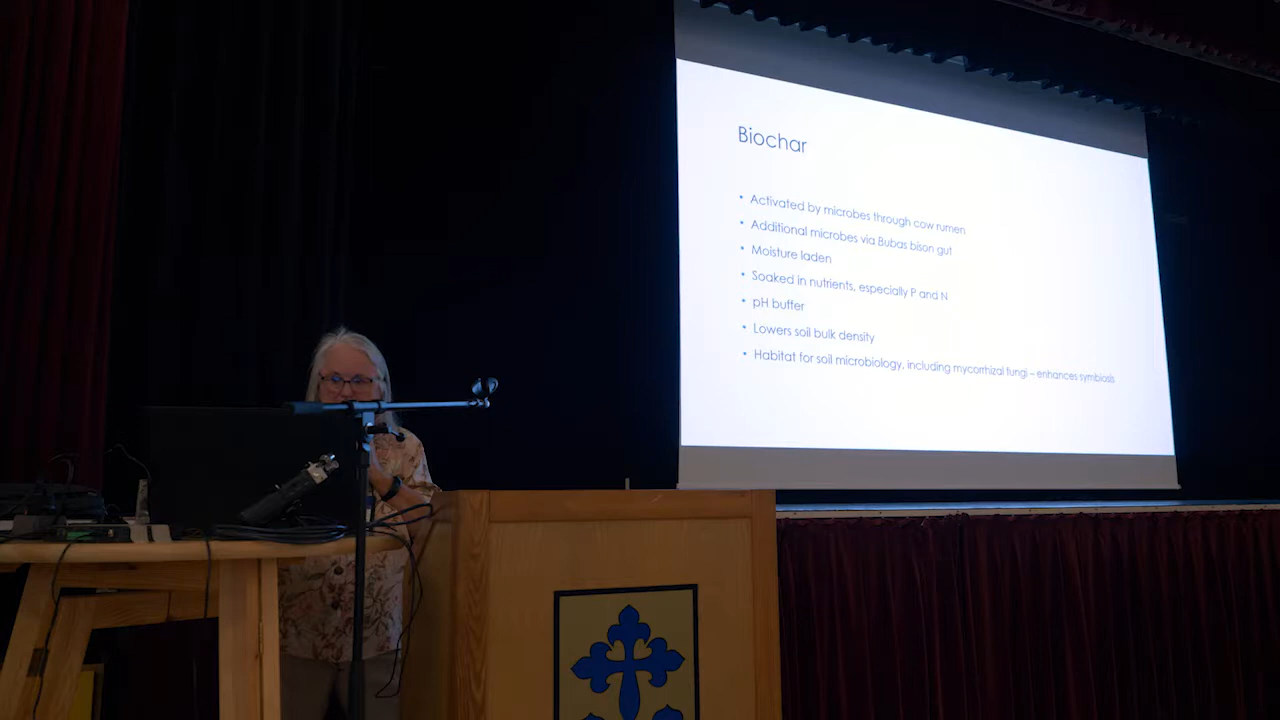 Biochar
• Activated by microbes through cow rumen
• Additional microbes via Bubas bison gut
• Moisture laden
• Soaked in nutrients, especially P and N
• pH buffer
• Lowers soil bulk density
• Habitat for soil microbiology, including mycorrhizal fungi – enhances symbiosis